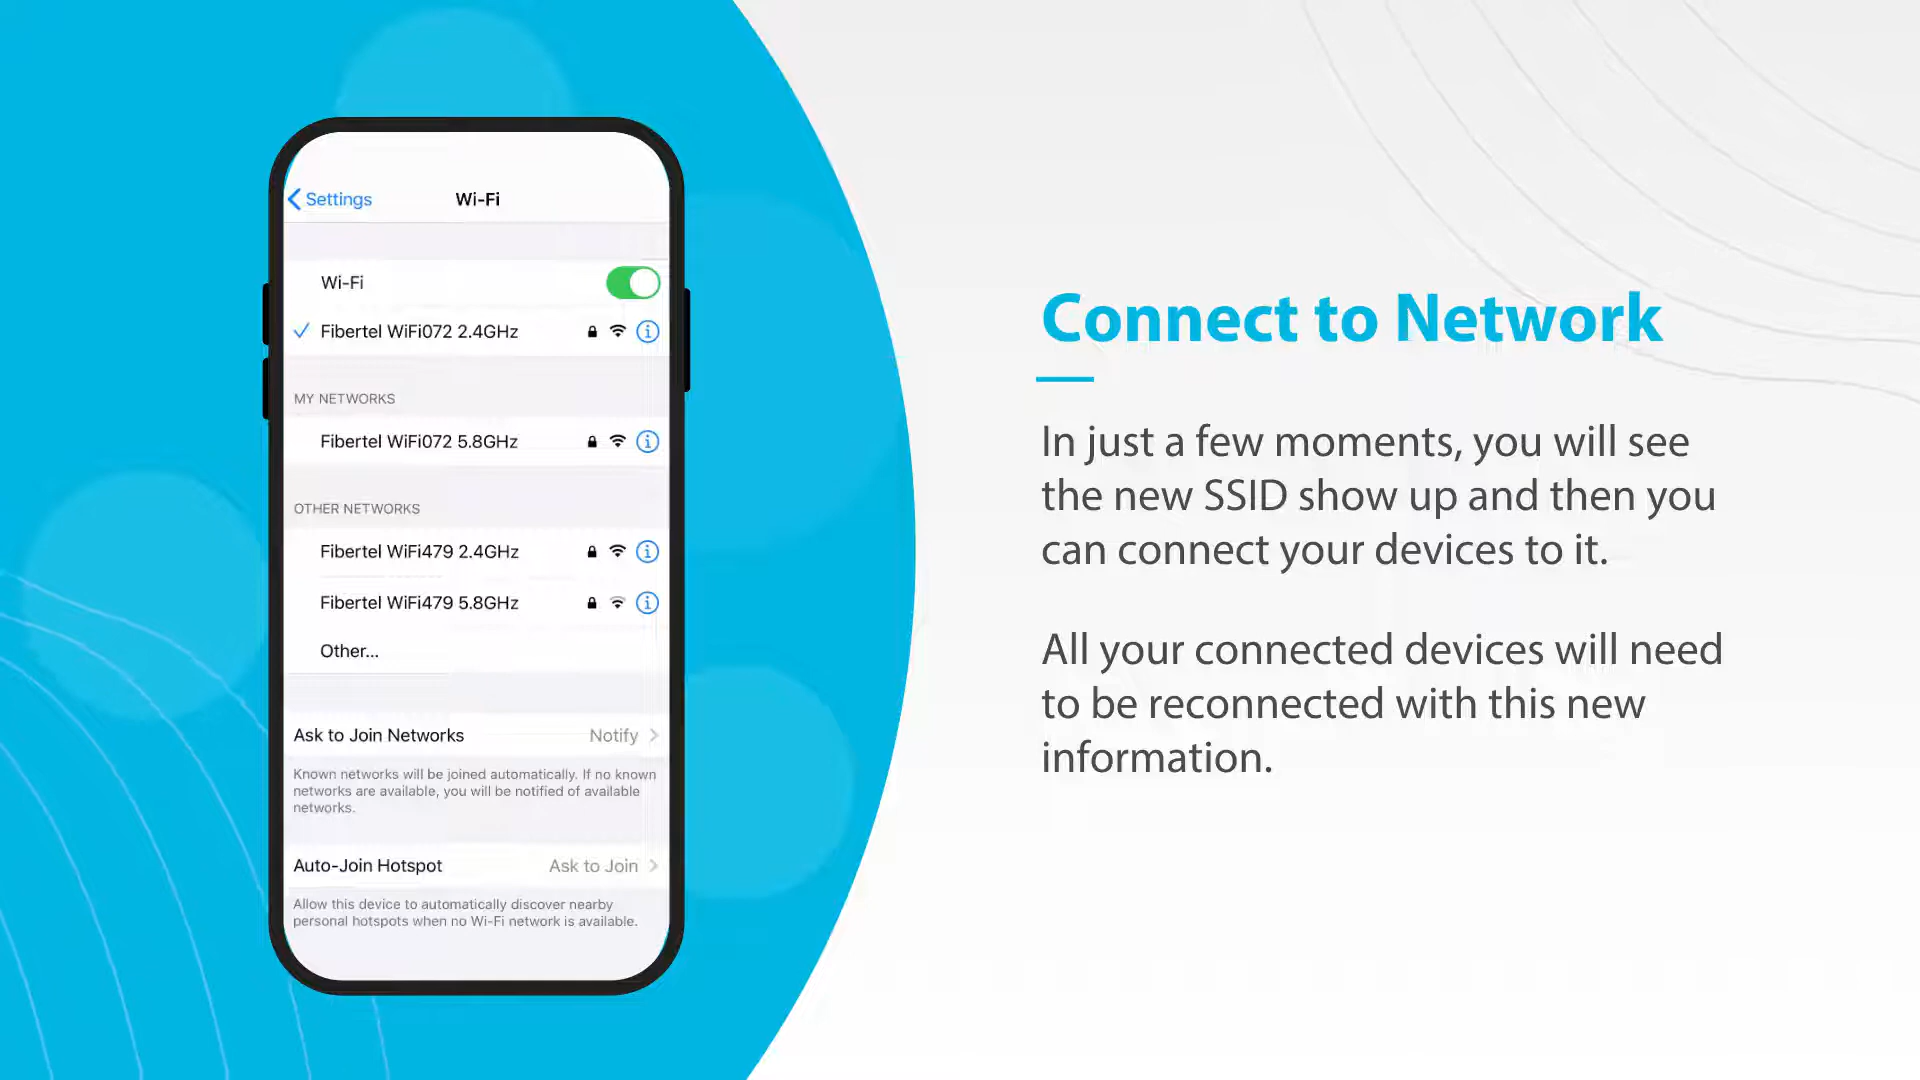 Settings
Wi-Fi
Wi-Fi
Fibertel WiFi072 2.4GHz
MY NETWORKS
Fibertel WiFi072 5.8GHz
OTHER NETWORKS
Fibertel WiFi479 2.4GHz
Fibertel WiFi479 5.8GHz
Other...
Ask to Join Networks Notify
Known networks will be joined automatically. If no known
networks are available, you will be notified of available
networks.
Auto-Join Hotspot Ask to Join
Allow this device to automatically discover nearby
personal hotspots when no Wi-Fi network is available.
Connect to Network
In just a few moments, you will see
the new SSID show up and then you
can connect your devices to it.
All your connected devices will need
to be reconnected with this new
information.